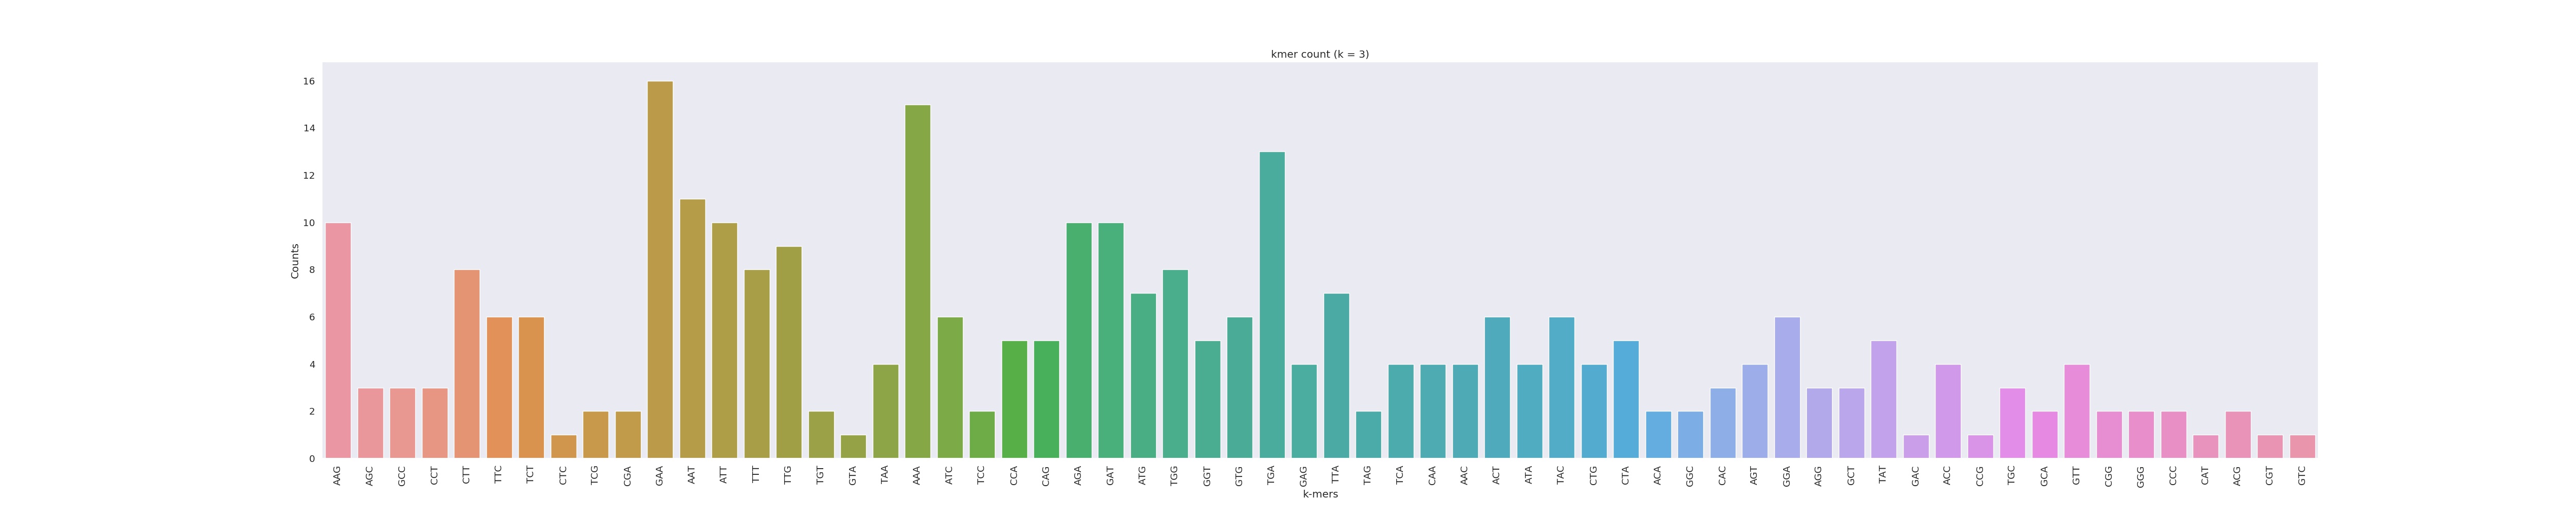 kmer count (k = 3)
16
14
12
10
8
6
4
2
0
Counts
AAG AGC GCC CCT CTT TTC TCT CTC TCG CGA GAA AAT ATT TTT TTG TGT GTA TAA AAA ATC TCC CCA CAG AGA GAT ATG TGG GGT GTG TGA GAG TTA TAG TCA CAA AAC ACT ATA TAC CTG CTA ACA GGC CAC AGT GGA AGG GCT TAT GAC ACC CCG TGC GCA GTT CGG GGG CCC CAT ACG CGT GTC
k-mers